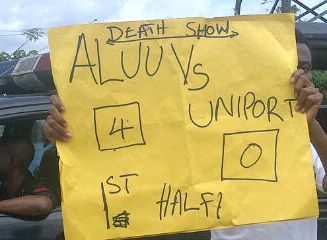 DEATH SHOW
ALUU Vs
UNIPORT
4
0
1ST
HALF!